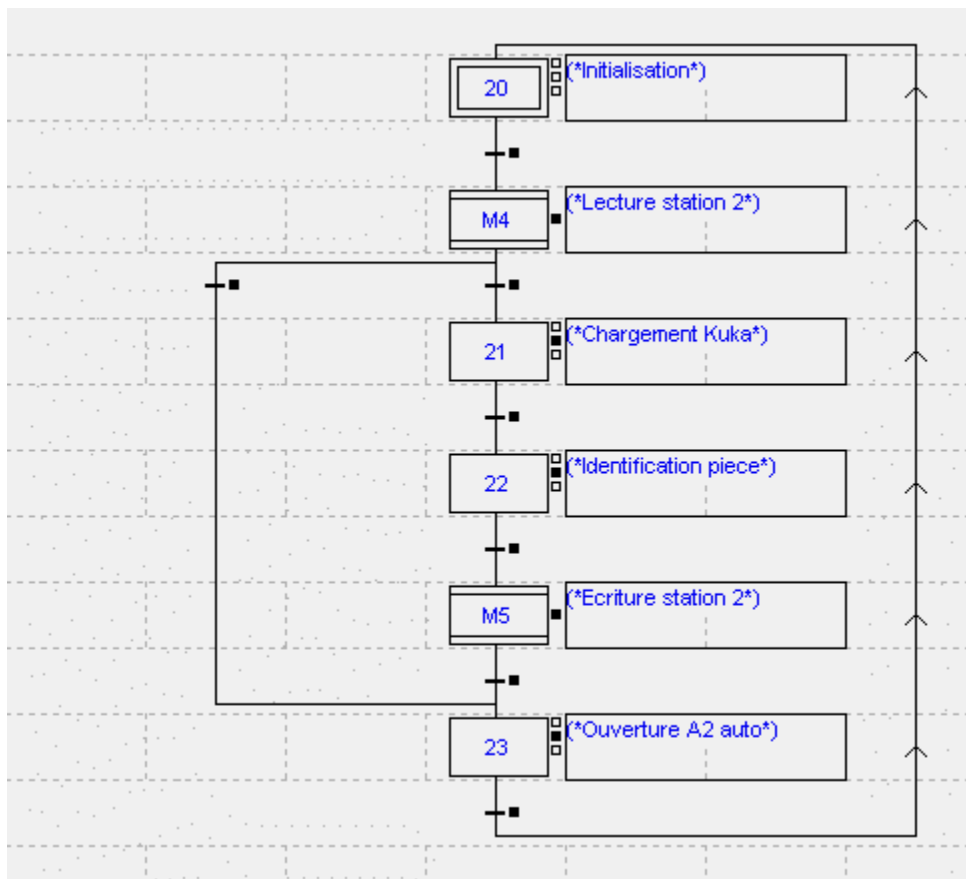 20
(*Initialisation*)
M4
(*Lecture station 2*)
21
(*Chargement Kuka*)
22
(*Identification piece*)
M5
(*Ecriture station 2*)
23
(*Ouverture A2 auto*)